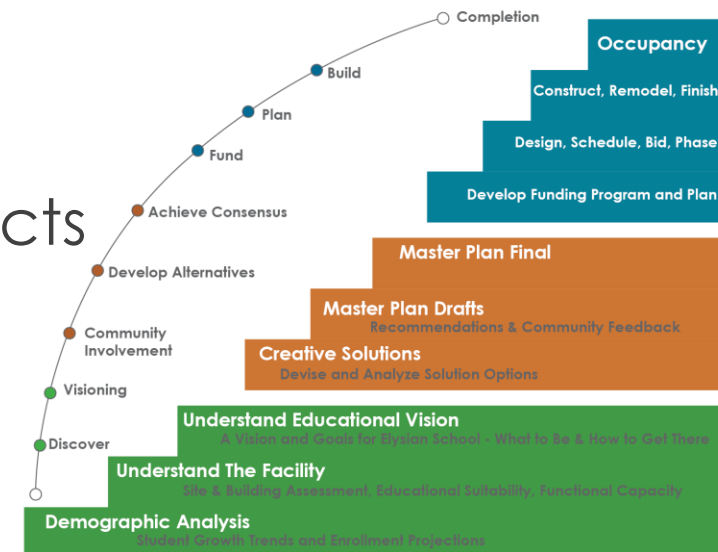 Completion
Build
Plan
Fund
Achieve Consensus
Develop Alternatives
Community
Involvement
Visioning
Discover
cts
Occupancy
Construct, Remodel, Finish
Design, Schedule, Bid, Phase
Develop Funding Program and Plan
Master Plan Final
Master Plan Drafts
Recommendations & Community Feedback
Creative Solutions
Devise and Analyze Solution Options
Understand Educational Vision
A Vision and Goals for Elysian School - What to Be & How to Get There
Understand The Facility
Site & Building Assessment, Educational Suitability, Functional Capacity
Demographic Analysis
Student Growth Trends and Enrollment Projections